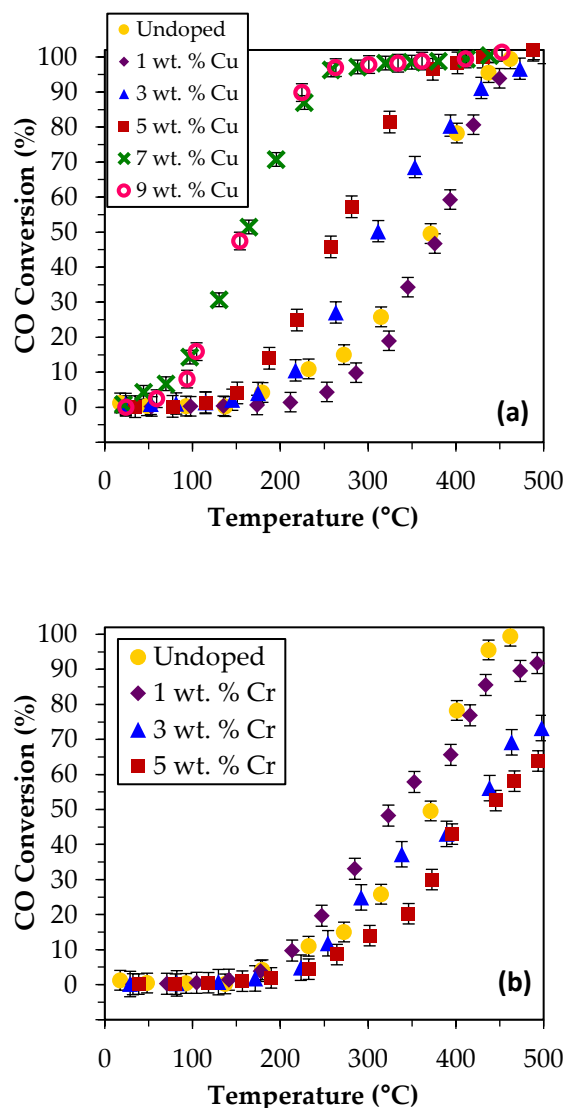 Undoped
1 wt. % Cu
3 wt. % Cu
5 wt. % Cu
7 wt. % Cu
9 wt. % Cu
100
90
80
70
60
50
40
30
20
10
0
CO Conversion (%)
(a)
0 100 200 300 400 500
Temperature (°C)
Undoped
1 wt. % Cr
3 wt. % Cr
5 wt. % Cr
100
90
80
70
60
50
40
30
20
10
0
CO Conversion (%)
(b)
0 100 200 300 400 500
Temperature (°C)